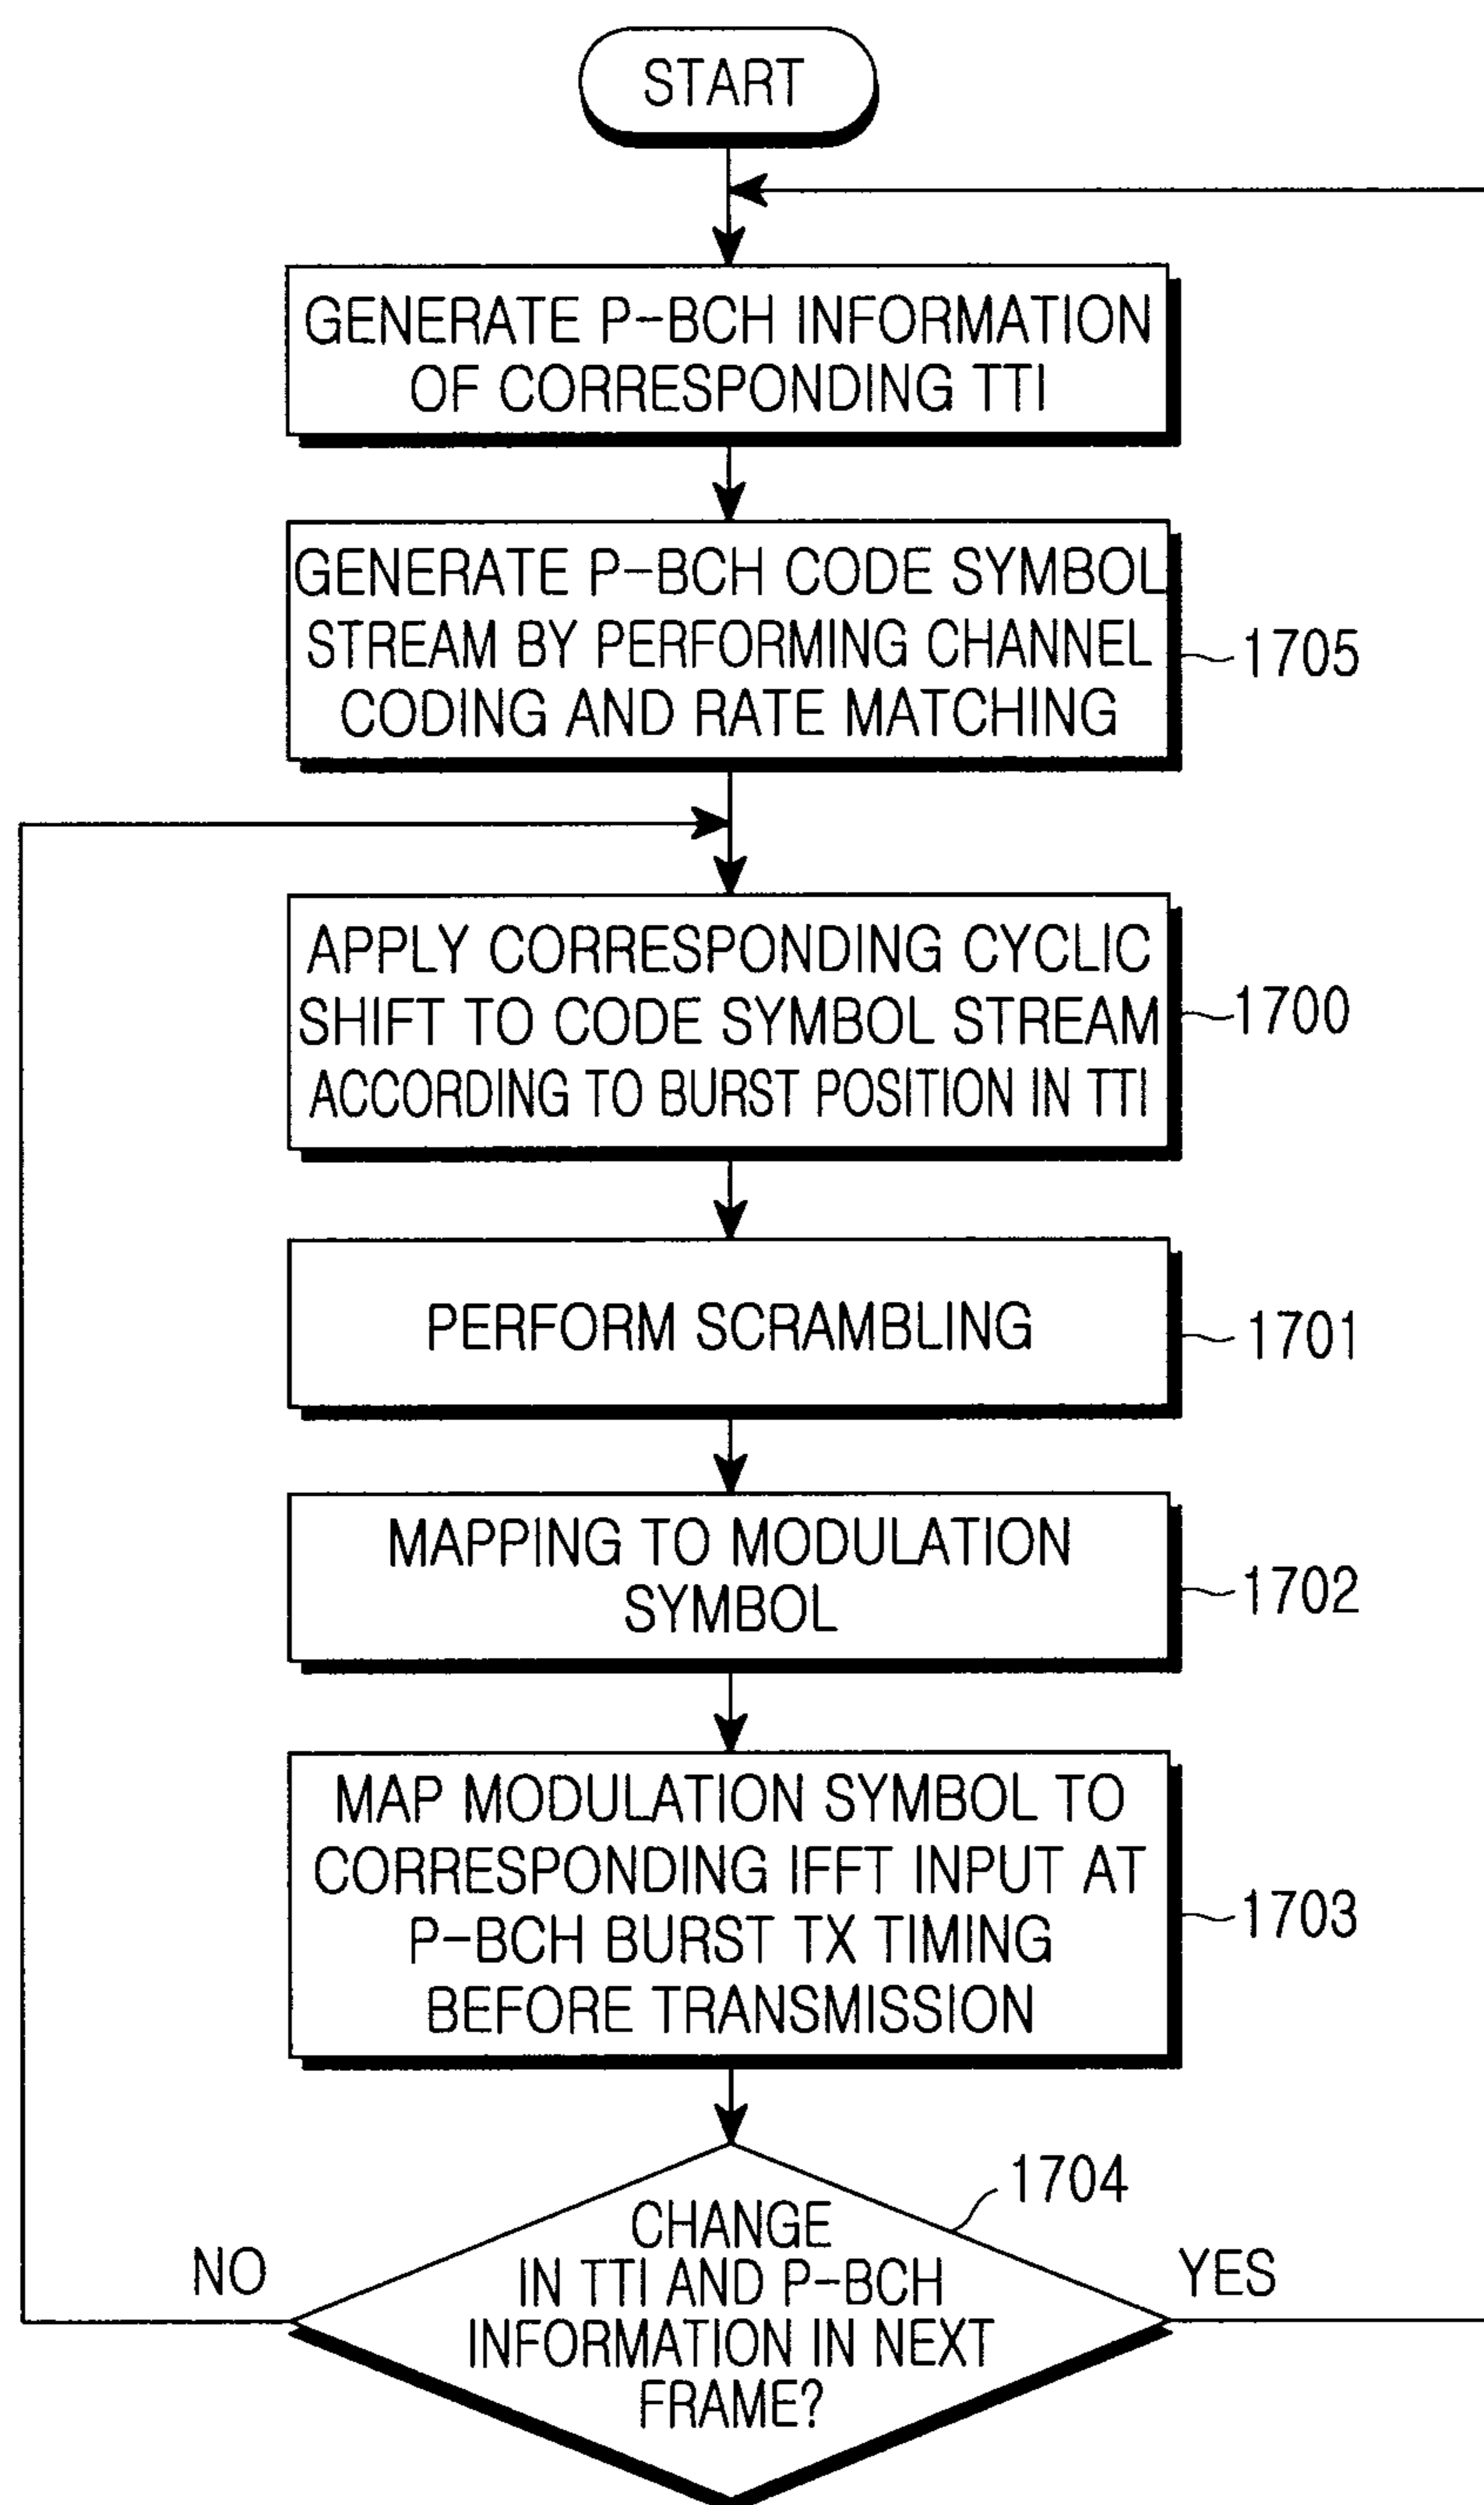 START
GENERATE P-BCH INFORMATION
OF CORRESPONDING TTI
GENERATE P-BCH CODE SYMBOL
STREAM BY PERFORMING CHANNEL
CODING AND RATE MATCHING
1705
APPLY CORRESPONDING CYCLIC
SHIFT TO CODE SYMBOL STREAM
ACCORDING TO BURST POSITION IN TTI
1700
PERFORM SCRAMBLING
1701
MAPPING TO MODULATION
SYMBOL
1702
MAP MODULATION SYMBOL TO
CORRESPONDING IFFT INPUT AT
P-BCH BURST TX TIMING
BEFORE TRANSMISSION
1703
1704
CHANGE
IN TTI AND P-BCH
INFORMATION IN NEXT
FRAME?
NO
YES